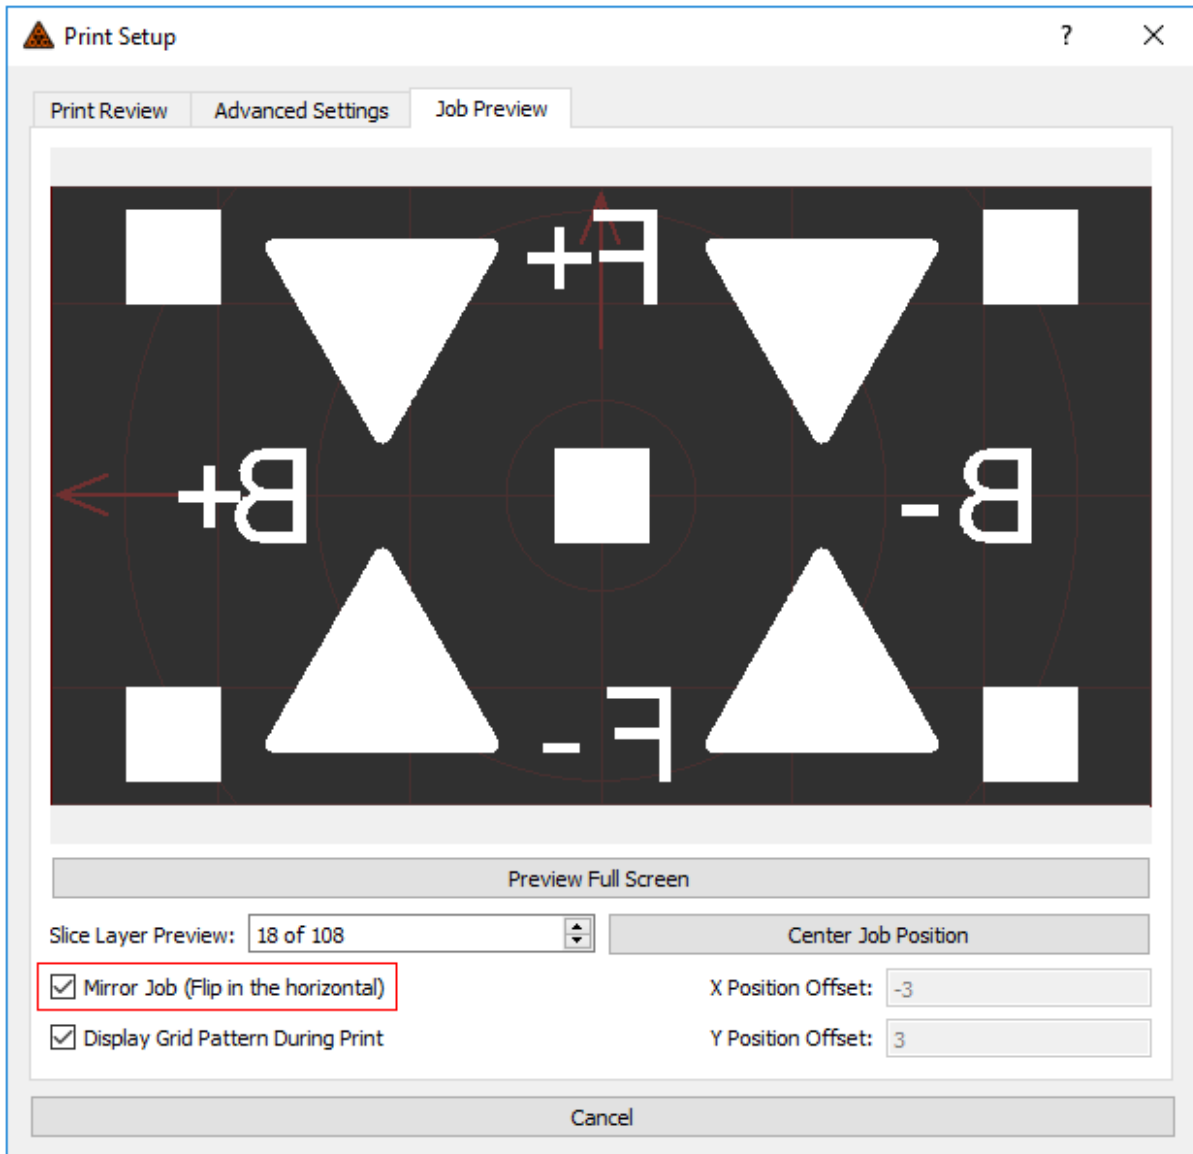 Print Setup
?
Print Review Advanced Settings Job Preview
+F
+B
-B
-F
Preview Full Screen
Slice Layer Preview: 18 of 108 Center Job Position
Mirror Job (Flip in the horizontal) X Position Offset: -3
Display Grid Pattern During Print Y Position Offset: 3
Cancel